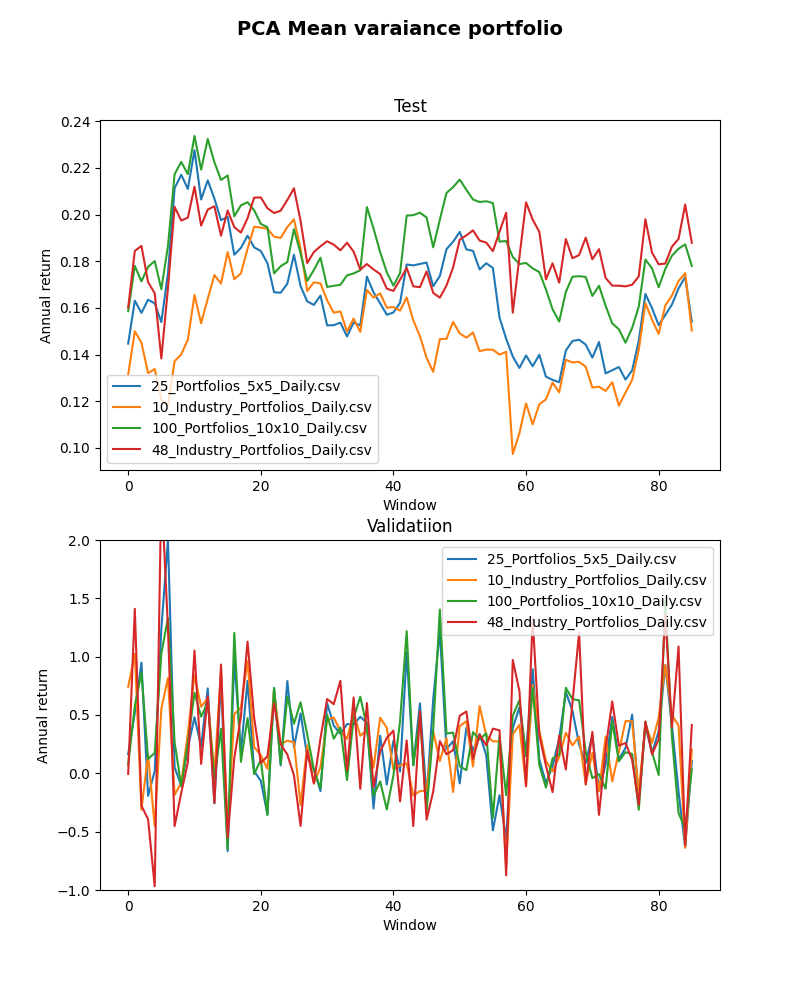 PCA Mean varaiance portfolio
Test
Annual return
0.24
0.22
0.20
0.18
0.16
0.14
0.12
0.10
25_Portfolios_5x5_Daily.csv
10_Industry_Portfolios_Daily.csv
100_Portfolios_10x10_Daily.csv
48_Industry_Portfolios_Daily.csv
0 20 40 60 80
Window
Validatiion
Annual return
2.0
1.5
1.0
0.5
0.0
−0.5
−1.0
25_Portfolios_5x5_Daily.csv
10_Industry_Portfolios_Daily.csv
100_Portfolios_10x10_Daily.csv
48_Industry_Portfolios_Daily.csv
0 20 40 60 80
Window